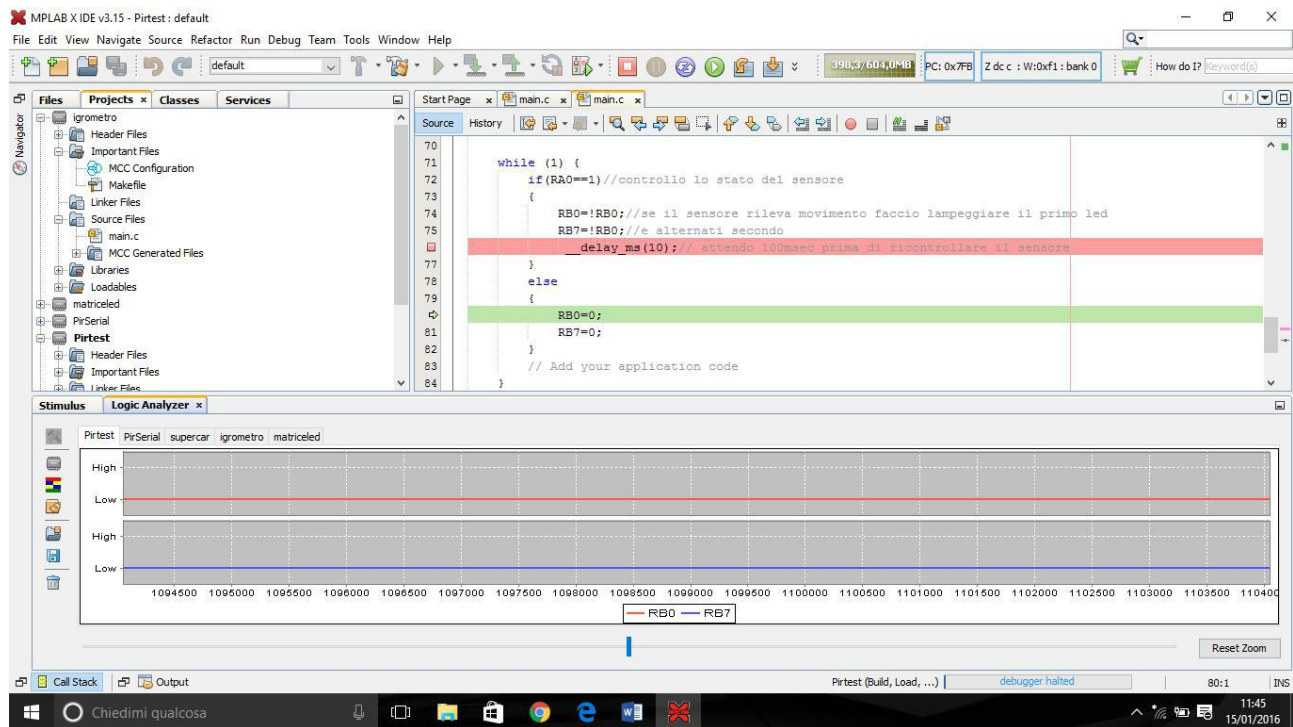 MPLAB X IDE v3.15 - Pirtest : default
File Edit View Navigate Source Refactor Run Debug Team Tools Window Help
default
398,3/604,0MB
PC: 0x7FB
Z dc c : W:0xf1 : bank 0
How do I? Keyword(s)
Files Projects x Classes Services
Start Page x main.c x main.c x
Navigator
Source History
igrometro
Header Files
Important Files
MCC Configuration
Makefile
Linker Files
Source Files
main.c
MCC Generated Files
Libraries
Loadables
matriceled
PirSerial
Pirtest
Header Files
Important Files
Linker Files
70
71 while (1) {
72 if(RA0==1)//controllo lo stato del sensore
73 {
74 RB0=!RB0;//se il sensore rileva movimento faccio lampeggiare il primo led
75 RB7=!RB0;//e alternati secondo
__delay_ms(10);// attendo 100msec prima di ricontrollare il sensore
77 }
78 else
79 {
RB0=0;
81 RB7=0;
82 }
83 // Add your application code
84 }
Stimulus Logic Analyzer x
Pirtest PirSerial supercar igrometro matriceled
High
Low
High
Low
1094500 1095000 1095500 1096000 1096500 1097000 1097500 1098000 1098500 1099000 1099500 1100000 1100500 1101000 1101500 1102000 1102500 1103000 1103500 110400
RB0 RB7
Reset Zoom
Call Stack Output
Pirtest (Build, Load, ...) debugger halted 80:1 INS
Chiedimi qualcosa
11:45
15/01/2016